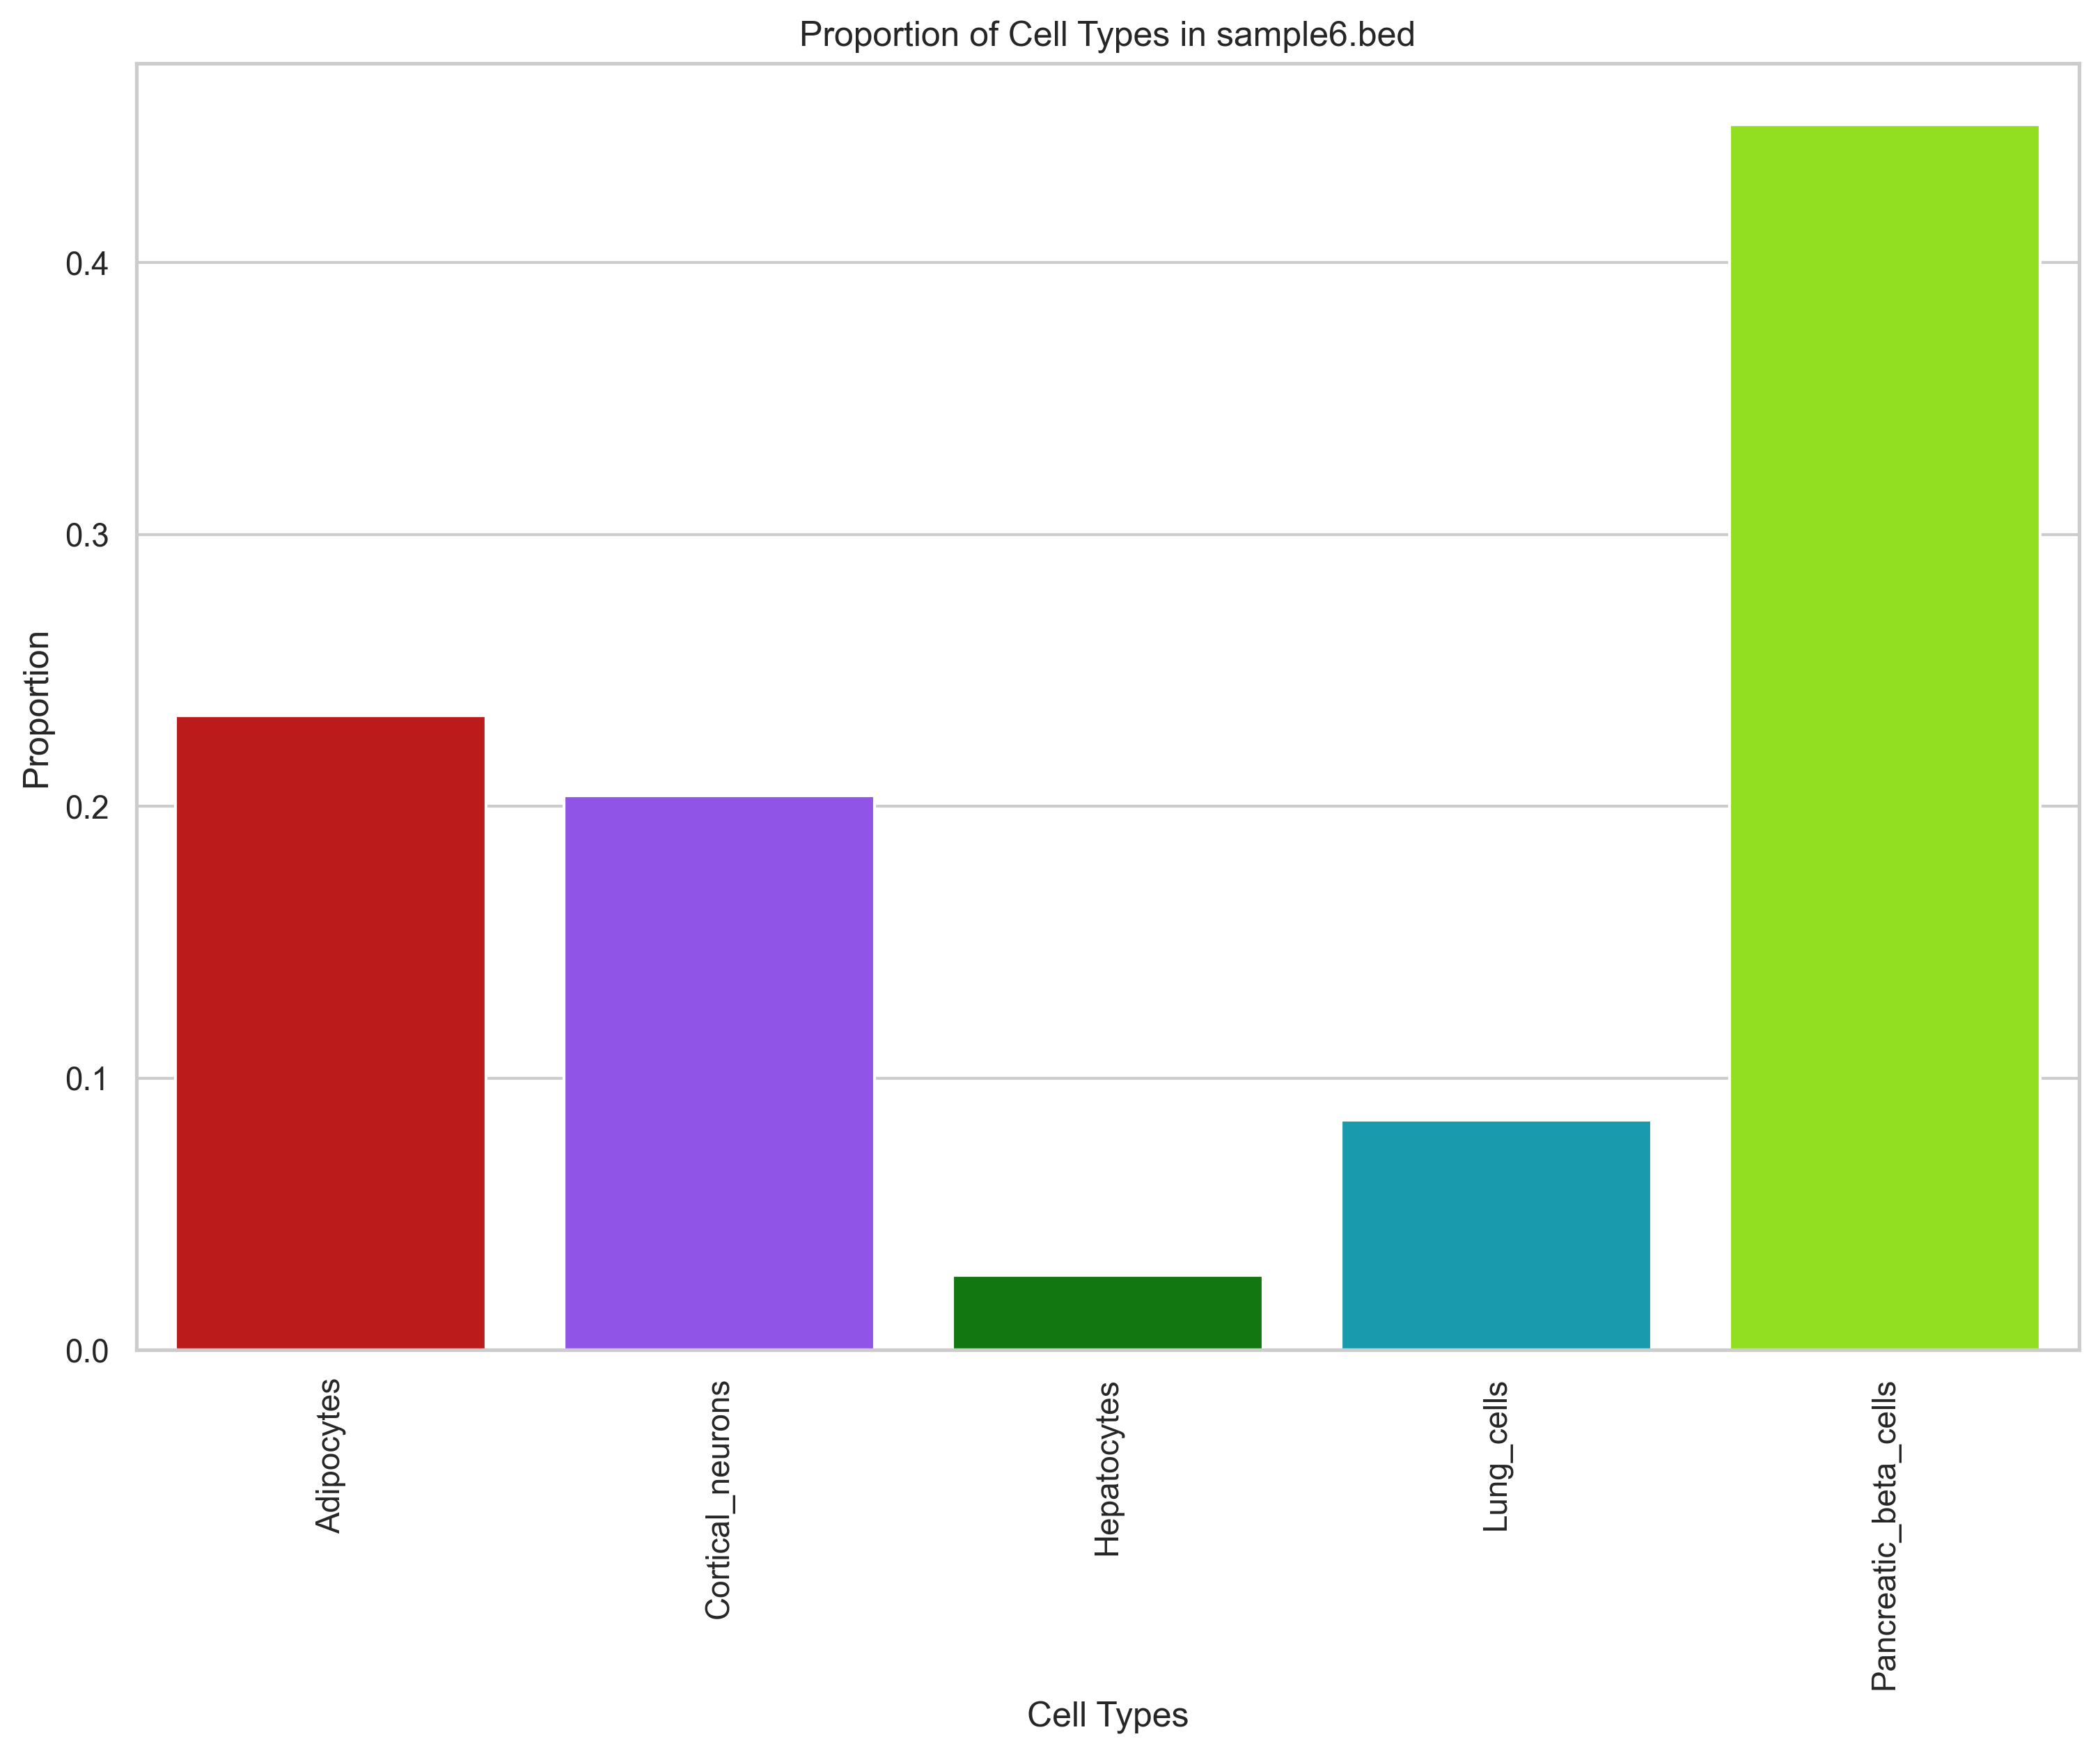 Proportion of Cell Types in sample6.bed
Proportion
0.4
0.3
0.2
0.1
0.0
Adipocytes
Cortical_neurons
Hepatocytes
Lung_cells
Pancreatic_beta_cells
Cell Types